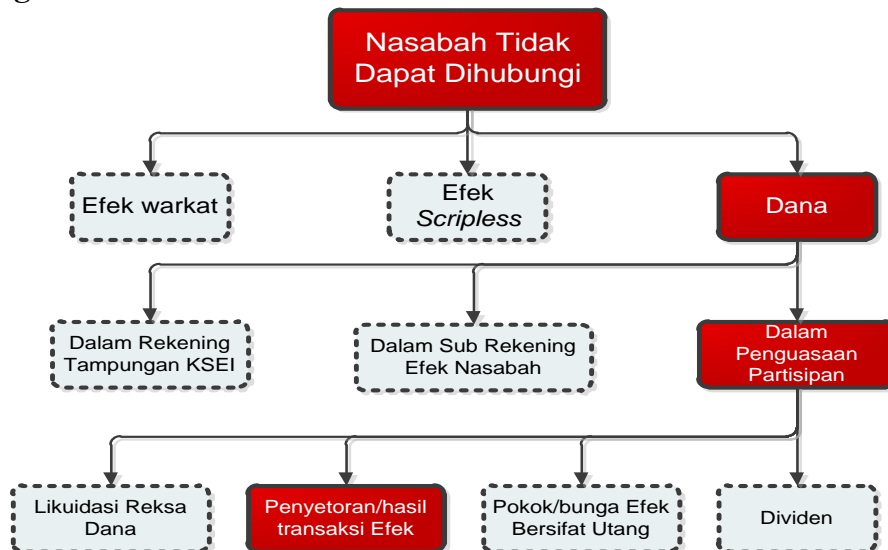 Nasabah Tidak
Dapat Dihubungi
Efek warkat
Efek
Scripless
Dana
Dalam Rekening
Tampungan KSEI
Dalam Sub Rekening
Efek Nasabah
Dalam
Penguasaan
Partisipan
Likuidasi Reksa
Dana
Penyetoran/hasil
transaksi Efek
Pokok/bunga Efek
Bersifat Utang
Dividen